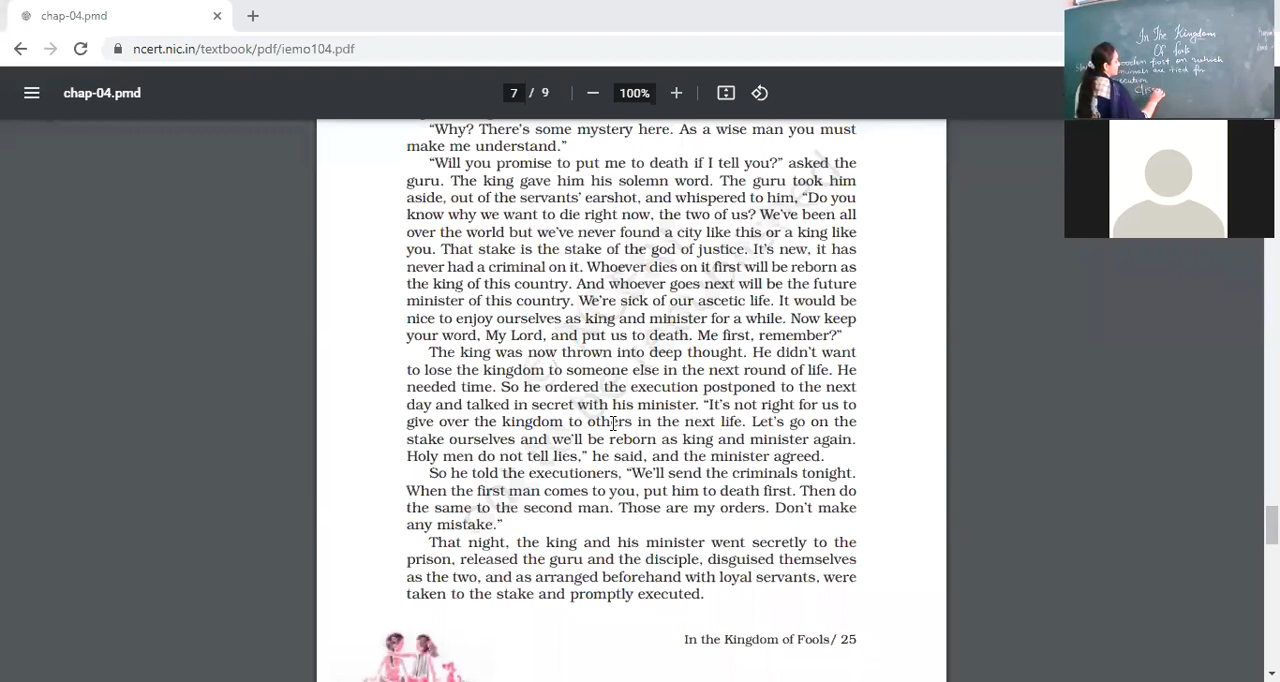 chap-04.pmd
ncert.nic.in/textbook/pdf/iemo104.pdf
chap-04.pmd
7 / 9
100%
In The Kingdom
Of fools
wooden post on which
criminals are tied for
“Why? There’s some mystery here. As a wise man you must
make me understand.”
“Will you promise to put me to death if I tell you?” asked the
guru. The king gave him his solemn word. The guru took him
aside, out of the servants’ earshot, and whispered to him, “Do you
know why we want to die right now, the two of us? We’ve been all
over the world but we’ve never found a city like this or a king like
you. That stake is the stake of the god of justice. It’s new, it has
never had a criminal on it. Whoever dies on it first will be reborn as
the king of this country. And whoever goes next will be the future
minister of this country. We’re sick of our ascetic life. It would be
nice to enjoy ourselves as king and minister for a while. Now keep
your word, My Lord, and put us to death. Me first, remember?”
The king was now thrown into deep thought. He didn’t want
to lose the kingdom to someone else in the next round of life. He
needed time. So he ordered the execution postponed to the next
day and talked in secret with his minister. “It’s not right for us to
give over the kingdom to others in the next life. Let’s go on the
stake ourselves and we’ll be reborn as king and minister again.
Holy men do not tell lies,” he said, and the minister agreed.
So he told the executioners, “We’ll send the criminals tonight.
When the first man comes to you, put him to death first. Then do
the same to the second man. Those are my orders. Don’t make
any mistake.”
That night, the king and his minister went secretly to the
prison, released the guru and the disciple, disguised themselves
as the two, and as arranged beforehand with loyal servants, were
taken to the stake and promptly executed.
In the Kingdom of Fools/ 25